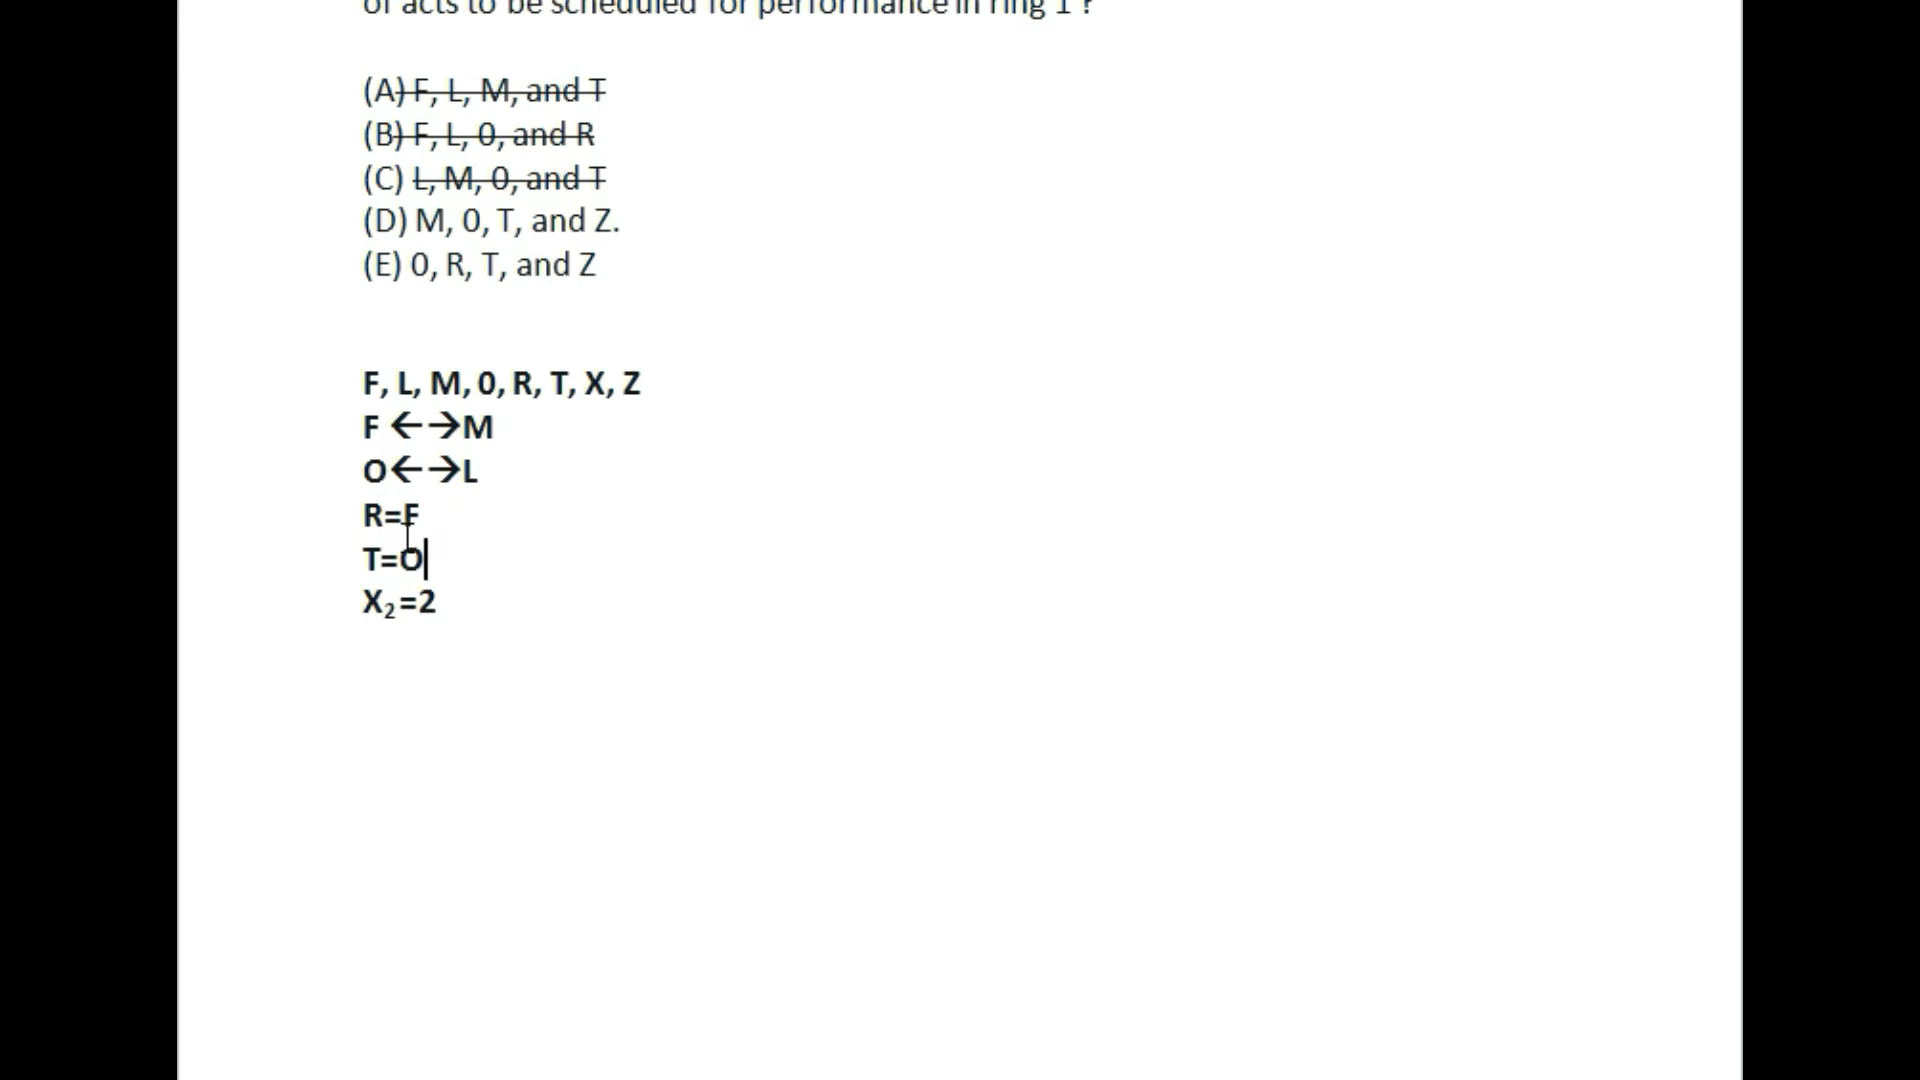 of acts to be scheduled for performance in ring 1 ?
(A) F, L, M, and T
(B) F, L, 0, and R
(C) L, M, 0, and T
(D) M, 0, T, and Z.
(E) 0, R, T, and Z
F, L, M, 0, R, T, X, Z
F ←→M
O←→L
R=F
T=O
X₂=2